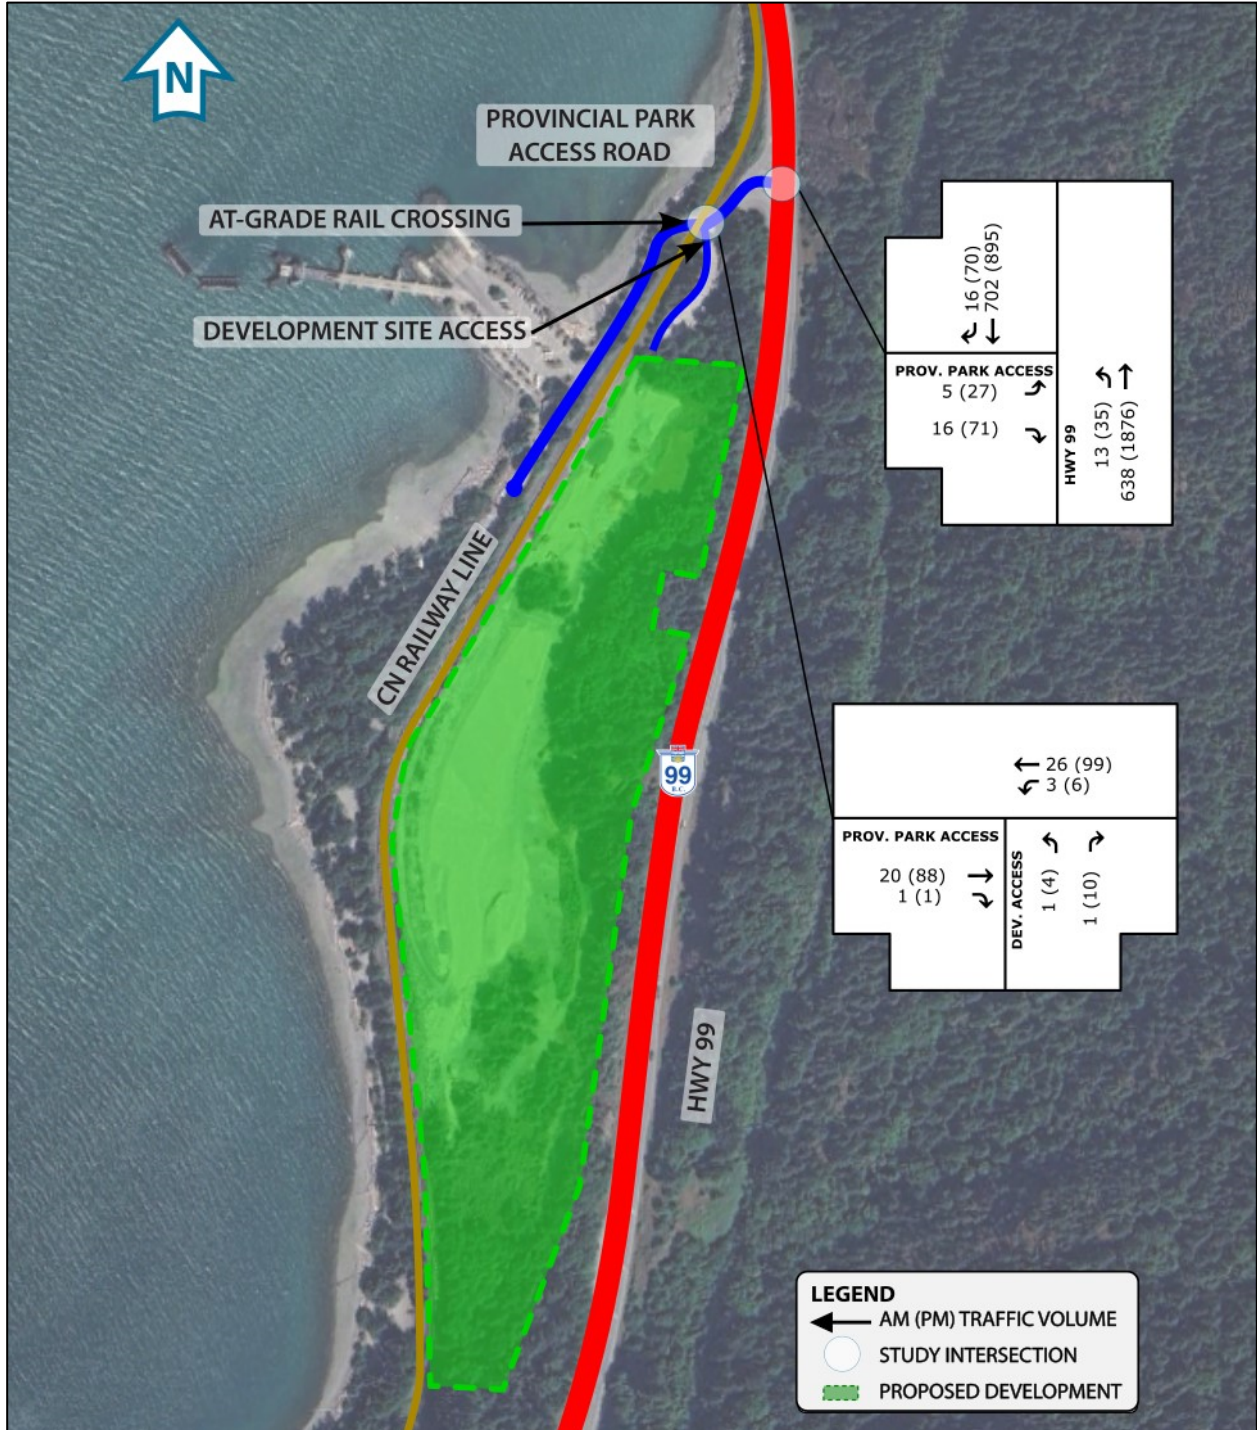 N
PROVINCIAL PARK
ACCESS ROAD
AT-GRADE RAIL CROSSING
DEVELOPMENT SITE ACCESS
16 (70)
702 (895)
PROV. PARK ACCESS
5 (27)
16 (71)
HWY 99
13 (35)
638 (1876)
CN RAILWAY LINE
99
B.C.
26 (99)
3 (6)
PROV. PARK ACCESS
20 (88)
1 (1)
DEV. ACCESS
1 (4)
1 (10)
HWY 99
LEGEND
AM (PM) TRAFFIC VOLUME
STUDY INTERSECTION
PROPOSED DEVELOPMENT